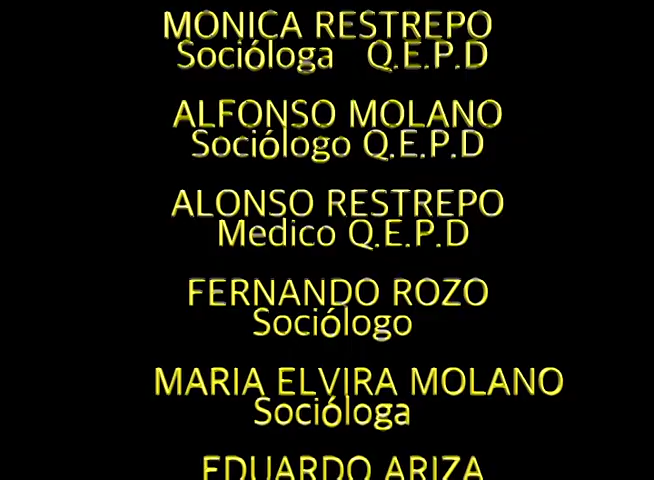 MONICA RESTREPO
Socióloga Q.E.P.D
ALFONSO MOLANO
Sociólogo Q.E.P.D
ALONSO RESTREPO
Medico Q.E.P.D
FERNANDO ROZO
Sociólogo
MARIA ELVIRA MOLANO
Socióloga
EDUARDO ARIZA